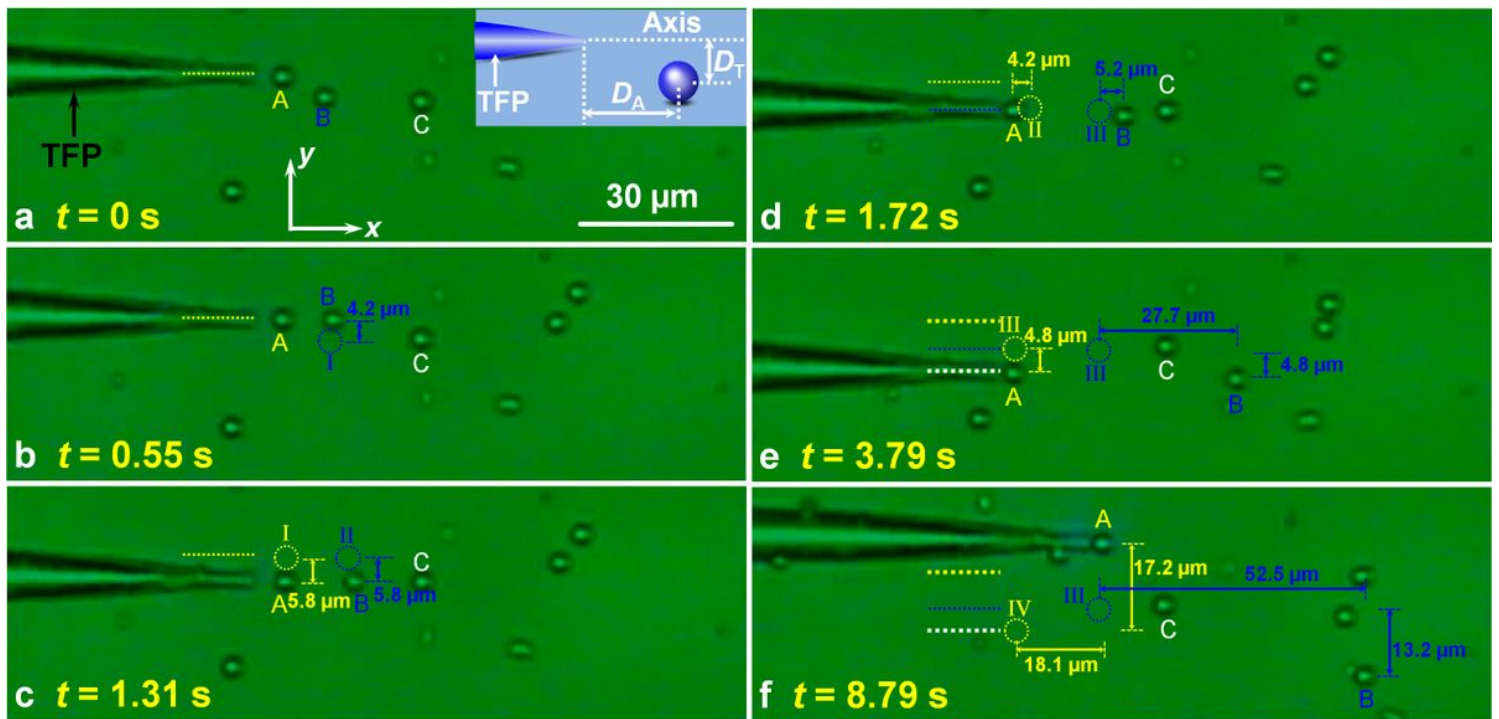 Axis
D_T
TFP
D_A
A
B
C
TFP
y
x
30 µm
a t = 0 s
B
4.2 µm
A
C
I
b t = 0.55 s
I
II
C
A
5.8 µm
B
5.8 µm
c t = 1.31 s
4.2 µm
5.2 µm
C
A
II
III
B
d t = 1.72 s
27.7 µm
III
4.8 µm
III
C
4.8 µm
A
B
e t = 3.79 s
A
17.2 µm
52.5 µm
IV
III
C
18.1 µm
13.2 µm
B
f t = 8.79 s